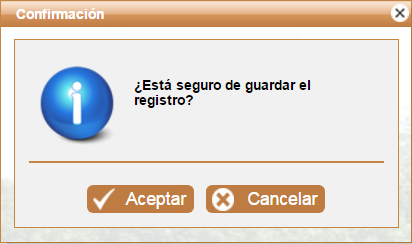 Confirmación
¿Está seguro de guardar el
registro?
Aceptar
Cancelar